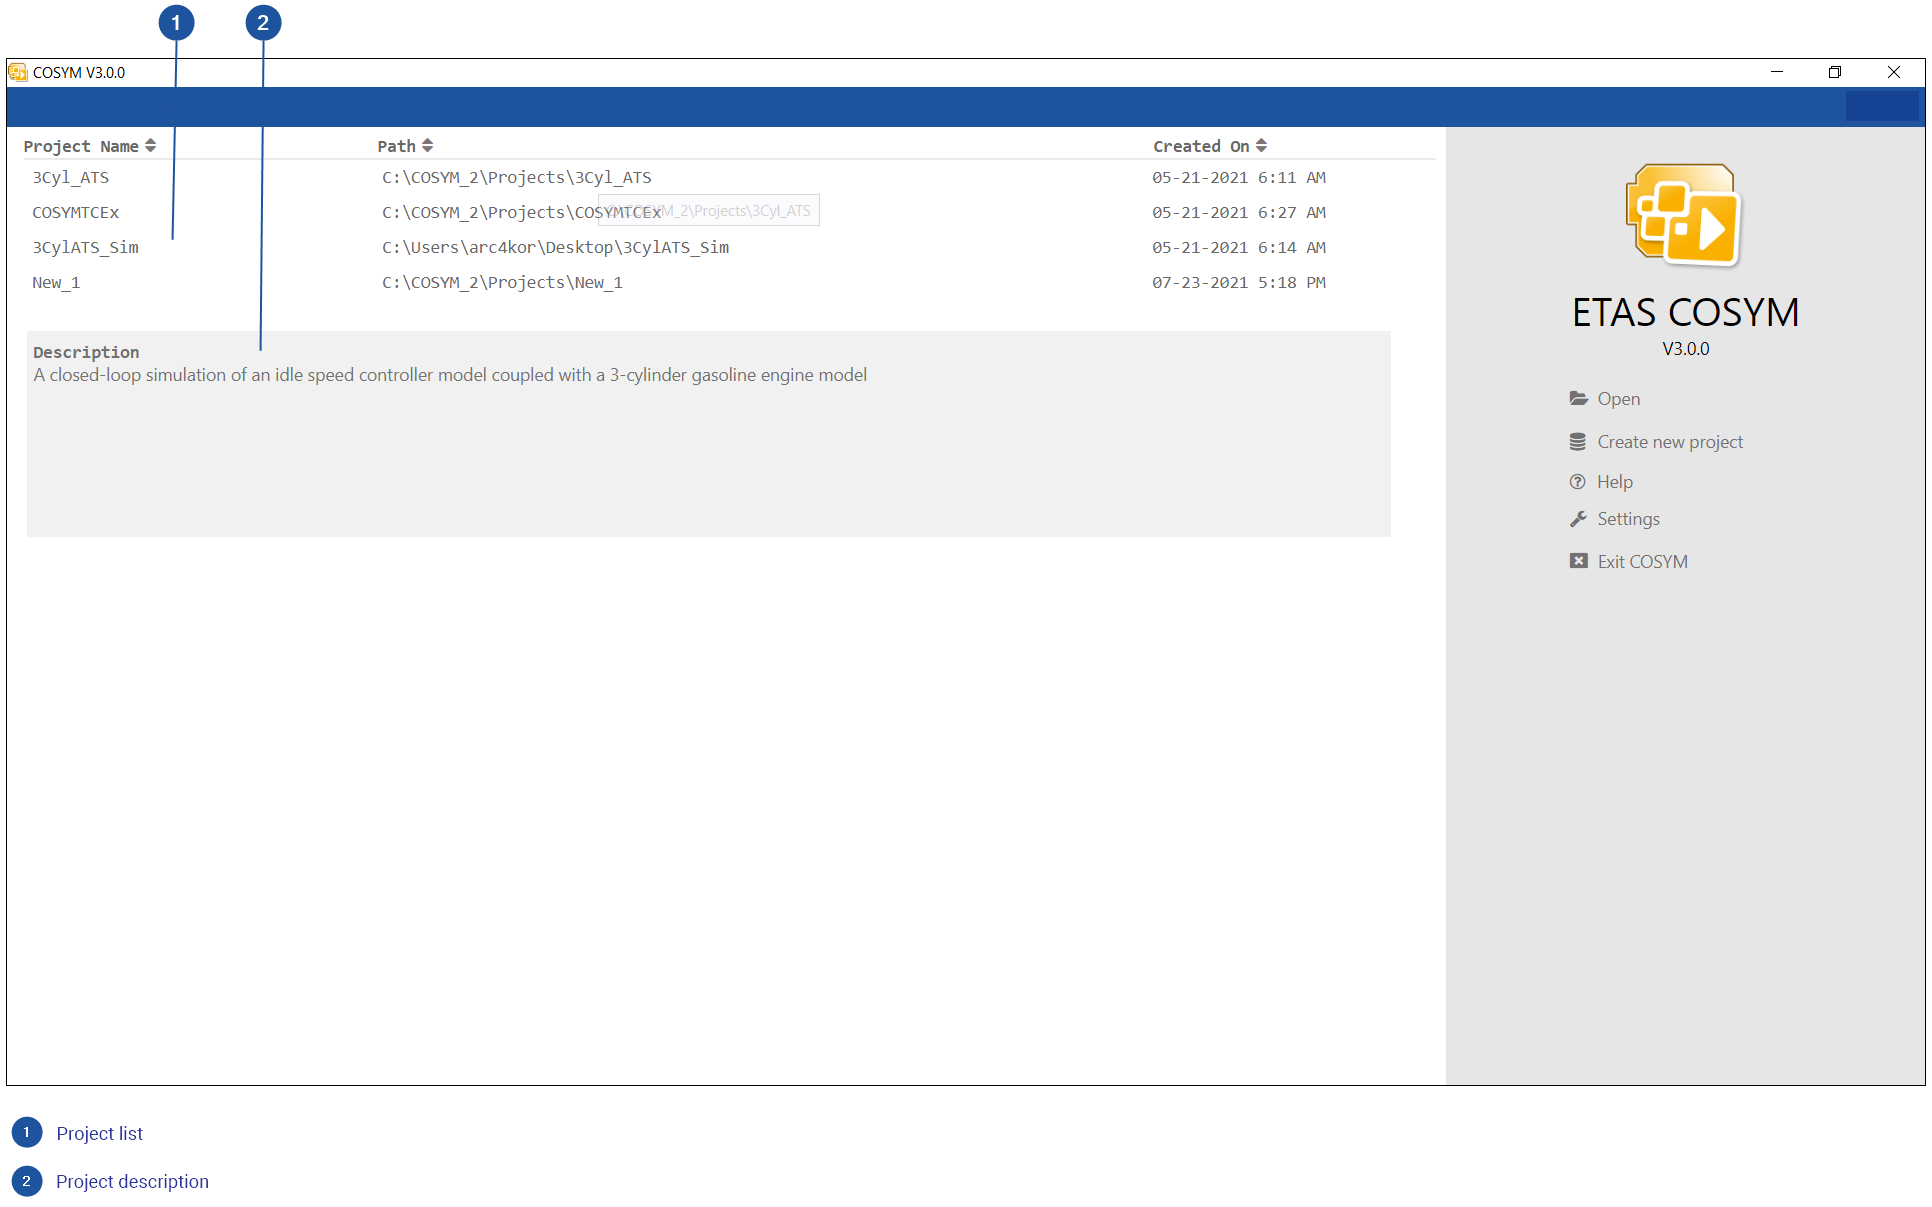 1 2
COSYM V3.0.0
Project Name Path Created On
3Cyl_ATS C:\COSYM_2\Projects\3Cyl_ATS 05-21-2021 6:11 AM
COSYMTCEx C:\COSYM_2\Projects\COSYMTCEx 05-21-2021 6:27 AM
C:\COSYM_2\Projects\3Cyl_ATS
3CylATS_Sim C:\Users\arc4kor\Desktop\3CylATS_Sim 05-21-2021 6:14 AM
New_1 C:\COSYM_2\Projects\New_1 07-23-2021 5:18 PM
Description
A closed-loop simulation of an idle speed controller model coupled with a 3-cylinder gasoline engine model
ETAS COSYM
V3.0.0
Open
Create new project
Help
Settings
Exit COSYM
1 Project list
2 Project description